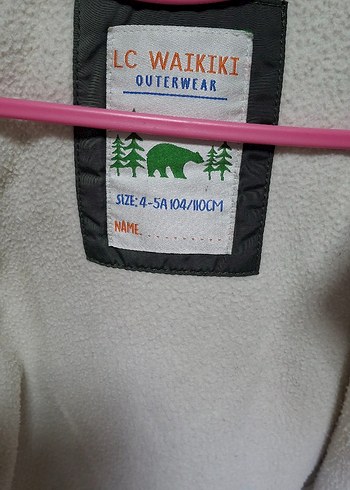 LC WAIKIKI
OUTERWEAR
SIZE: 4-5A 104/110CM
NAME..........